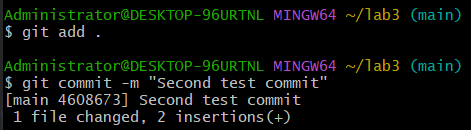 Administrator@DESKTOP-96URTNL MINGW64 ~/lab3 (main)
$ git add .
Administrator@DESKTOP-96URTNL MINGW64 ~/lab3 (main)
$ git commit -m "Second test commit"
[main 4608673] Second test commit
 1 file changed, 2 insertions(+)